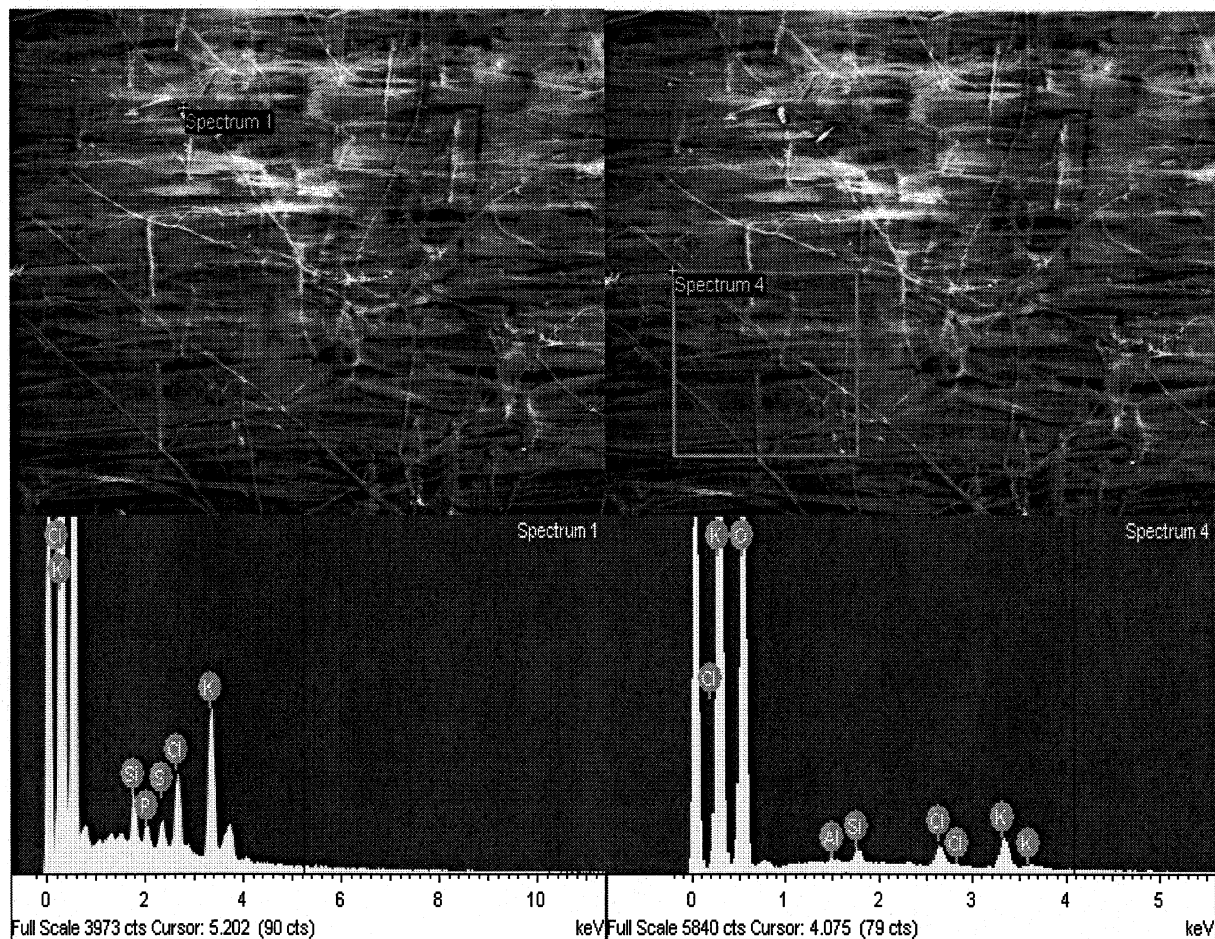 Spectrum 1
Spectrum 4
Spectrum 1
Cl
K
Si
P
S
Cl
K
0 2 4 6 8 10
Full Scale 3973 cts Cursor: 5.202 (90 cts) keV
Spectrum 4
K O
Cl
Al
Si
Cl
Cl
K
K
0 1 2 3 4 5
Full Scale 5840 cts Cursor: 4.075 (79 cts) keV